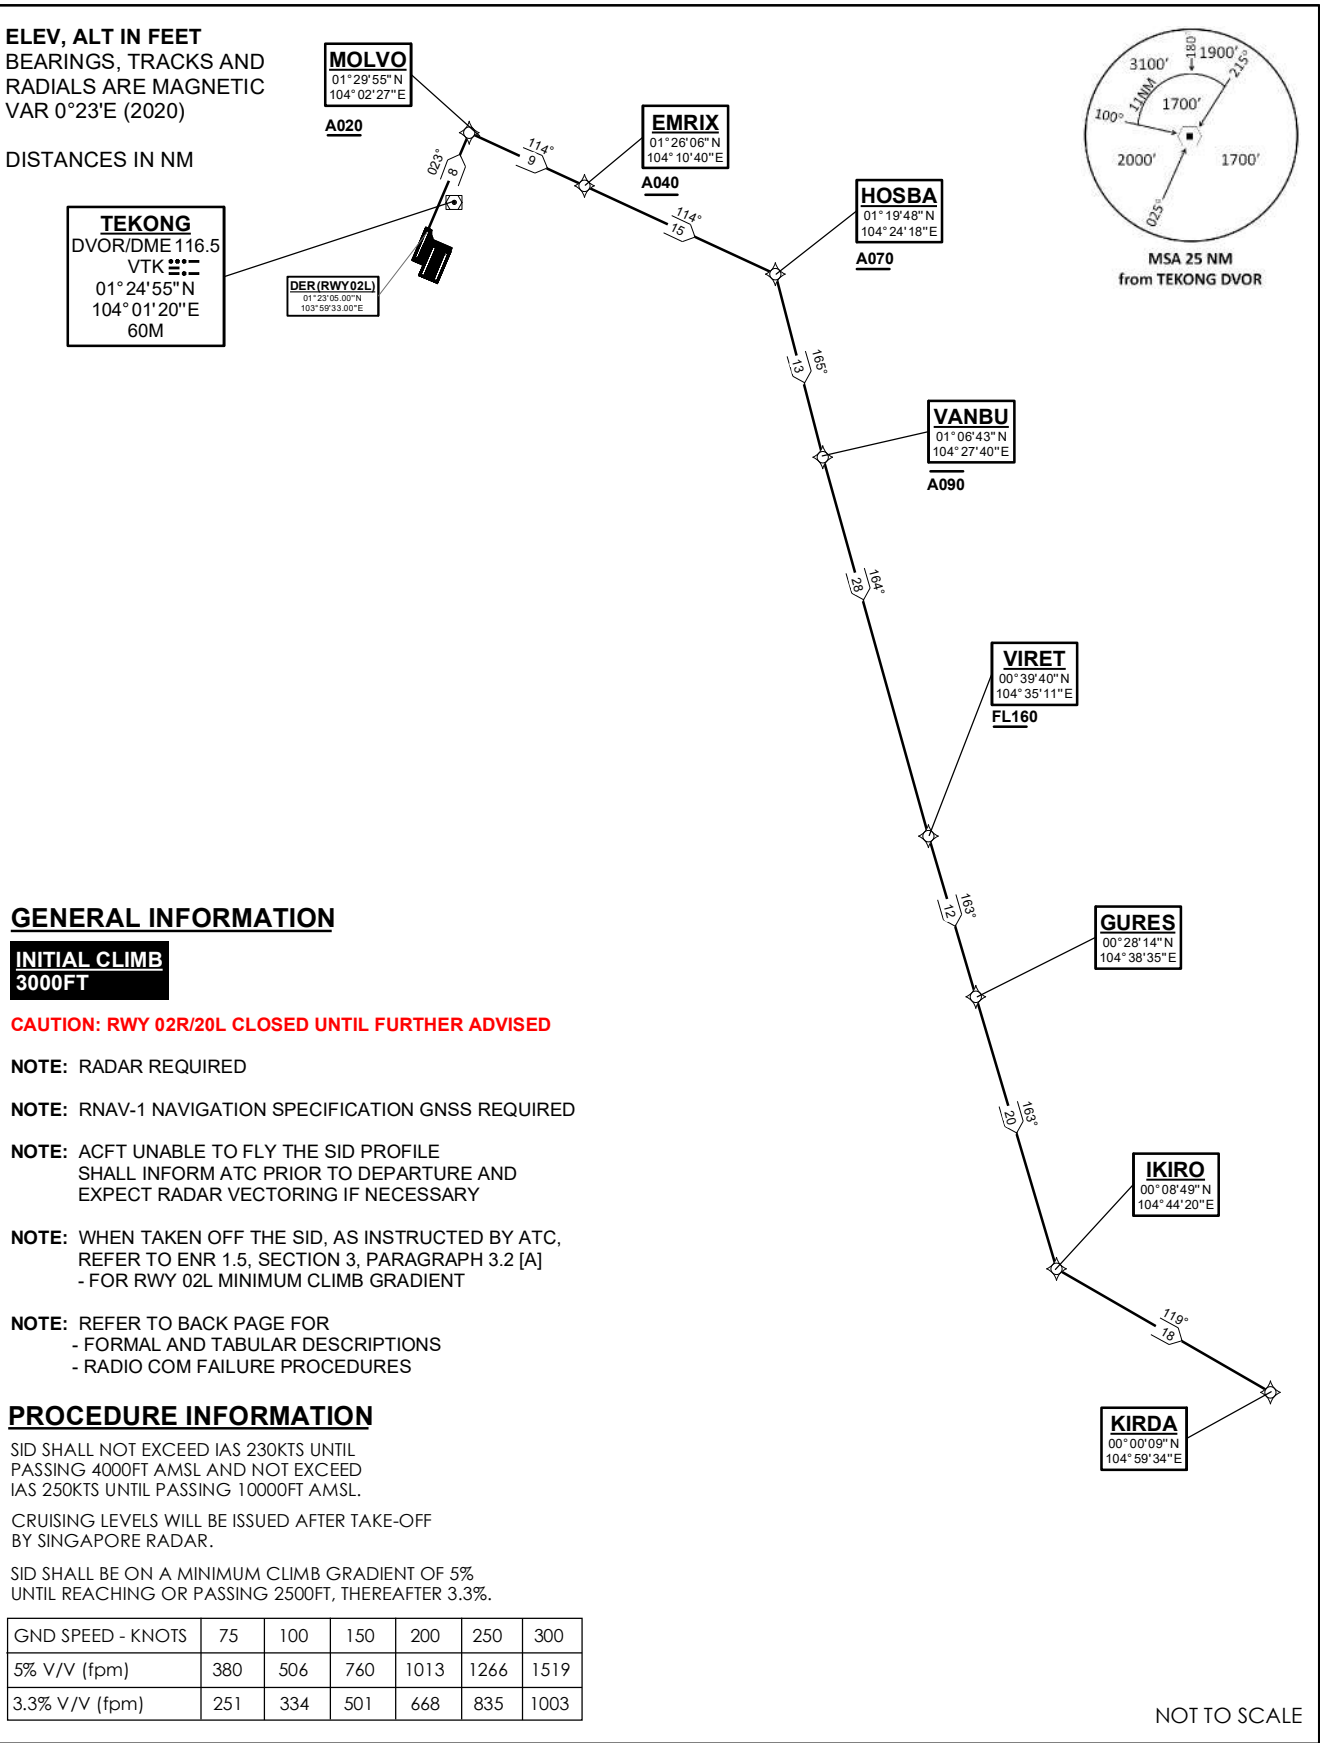 ELEV, ALT IN FEET
BEARINGS, TRACKS AND
RADIALS ARE MAGNETIC
VAR 0°23'E (2020)
DISTANCES IN NM
MOLVO
01°29'55"N
104°02'27"E
A020
EMRIX
01°26'06"N
104°10'40"E
A040
HOSBA
01°19'48"N
104°24'18"E
A070
3100'
180°
1900'
215°
11NM
1700'
100°
2000'
1700'
025°
MSA 25 NM
from TEKONG DVOR
TEKONG
DVOR/DME 116.5
VTK
01°24'55"N
104°01'20"E
60M
DER(RWY02L)
01°23'05.00"N
103°59'33.00"E
023°
8
114°
9
114°
15
165°
13
VANBU
01°06'43"N
104°27'40"E
A090
164°
28
VIRET
00°39'40"N
104°35'11"E
FL160
163°
12
GURES
00°28'14"N
104°38'35"E
163°
20
IKIRO
00°08'49"N
104°44'20"E
119°
18
KIRDA
00°00'09"N
104°59'34"E
GENERAL INFORMATION
INITIAL CLIMB
3000FT
CAUTION: RWY 02R/20L CLOSED UNTIL FURTHER ADVISED
NOTE: RADAR REQUIRED
NOTE: RNAV-1 NAVIGATION SPECIFICATION GNSS REQUIRED
NOTE: ACFT UNABLE TO FLY THE SID PROFILE
SHALL INFORM ATC PRIOR TO DEPARTURE AND
EXPECT RADAR VECTORING IF NECESSARY
NOTE: WHEN TAKEN OFF THE SID, AS INSTRUCTED BY ATC,
REFER TO ENR 1.5, SECTION 3, PARAGRAPH 3.2 [A]
- FOR RWY 02L MINIMUM CLIMB GRADIENT
NOTE: REFER TO BACK PAGE FOR
- FORMAL AND TABULAR DESCRIPTIONS
- RADIO COM FAILURE PROCEDURES
PROCEDURE INFORMATION
SID SHALL NOT EXCEED IAS 230KTS UNTIL
PASSING 4000FT AMSL AND NOT EXCEED
IAS 250KTS UNTIL PASSING 10000FT AMSL.
CRUISING LEVELS WILL BE ISSUED AFTER TAKE-OFF
BY SINGAPORE RADAR.
SID SHALL BE ON A MINIMUM CLIMB GRADIENT OF 5%
UNTIL REACHING OR PASSING 2500FT, THEREAFTER 3.3%.
GND SPEED - KNOTS 75 100 150 200 250 300
5% V/V (fpm) 380 506 760 1013 1266 1519
3.3% V/V (fpm) 251 334 501 668 835 1003
NOT TO SCALE